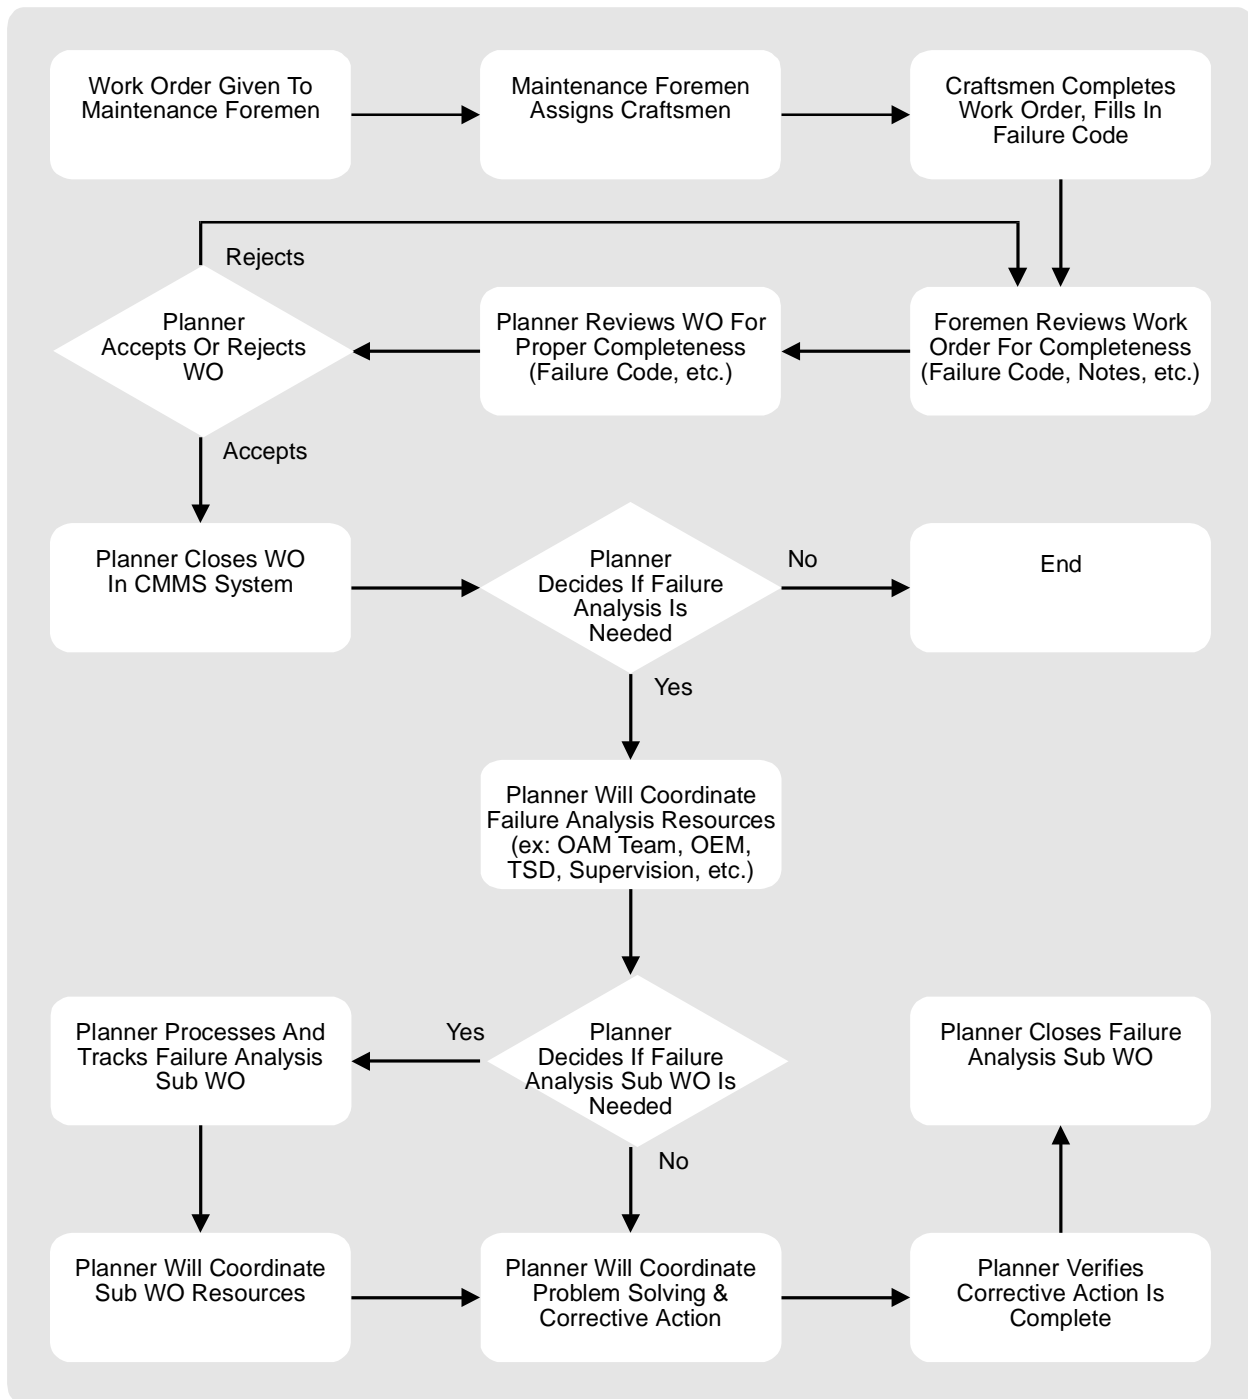 Work Order Given To
Maintenance Foremen
Maintenance Foremen
Assigns Craftsmen
Craftsmen Completes
Work Order, Fills In
Failure Code
Rejects
Planner
Accepts Or Rejects
WO
Planner Reviews WO For
Proper Completeness
(Failure Code, etc.)
Foremen Reviews Work
Order For Completeness
(Failure Code, Notes, etc.)
Accepts
Planner Closes WO
In CMMS System
Planner
Decides If Failure
Analysis Is
Needed
No
End
Yes
Planner Will Coordinate
Failure Analysis Resources
(ex: OAM Team, OEM,
TSD, Supervision, etc.)
Planner Processes And
Tracks Failure Analysis
Sub WO
Yes
Planner
Decides If Failure
Analysis Sub WO Is
Needed
Planner Closes Failure
Analysis Sub WO
No
Planner Will Coordinate
Sub WO Resources
Planner Will Coordinate
Problem Solving &
Corrective Action
Planner Verifies
Corrective Action Is
Complete